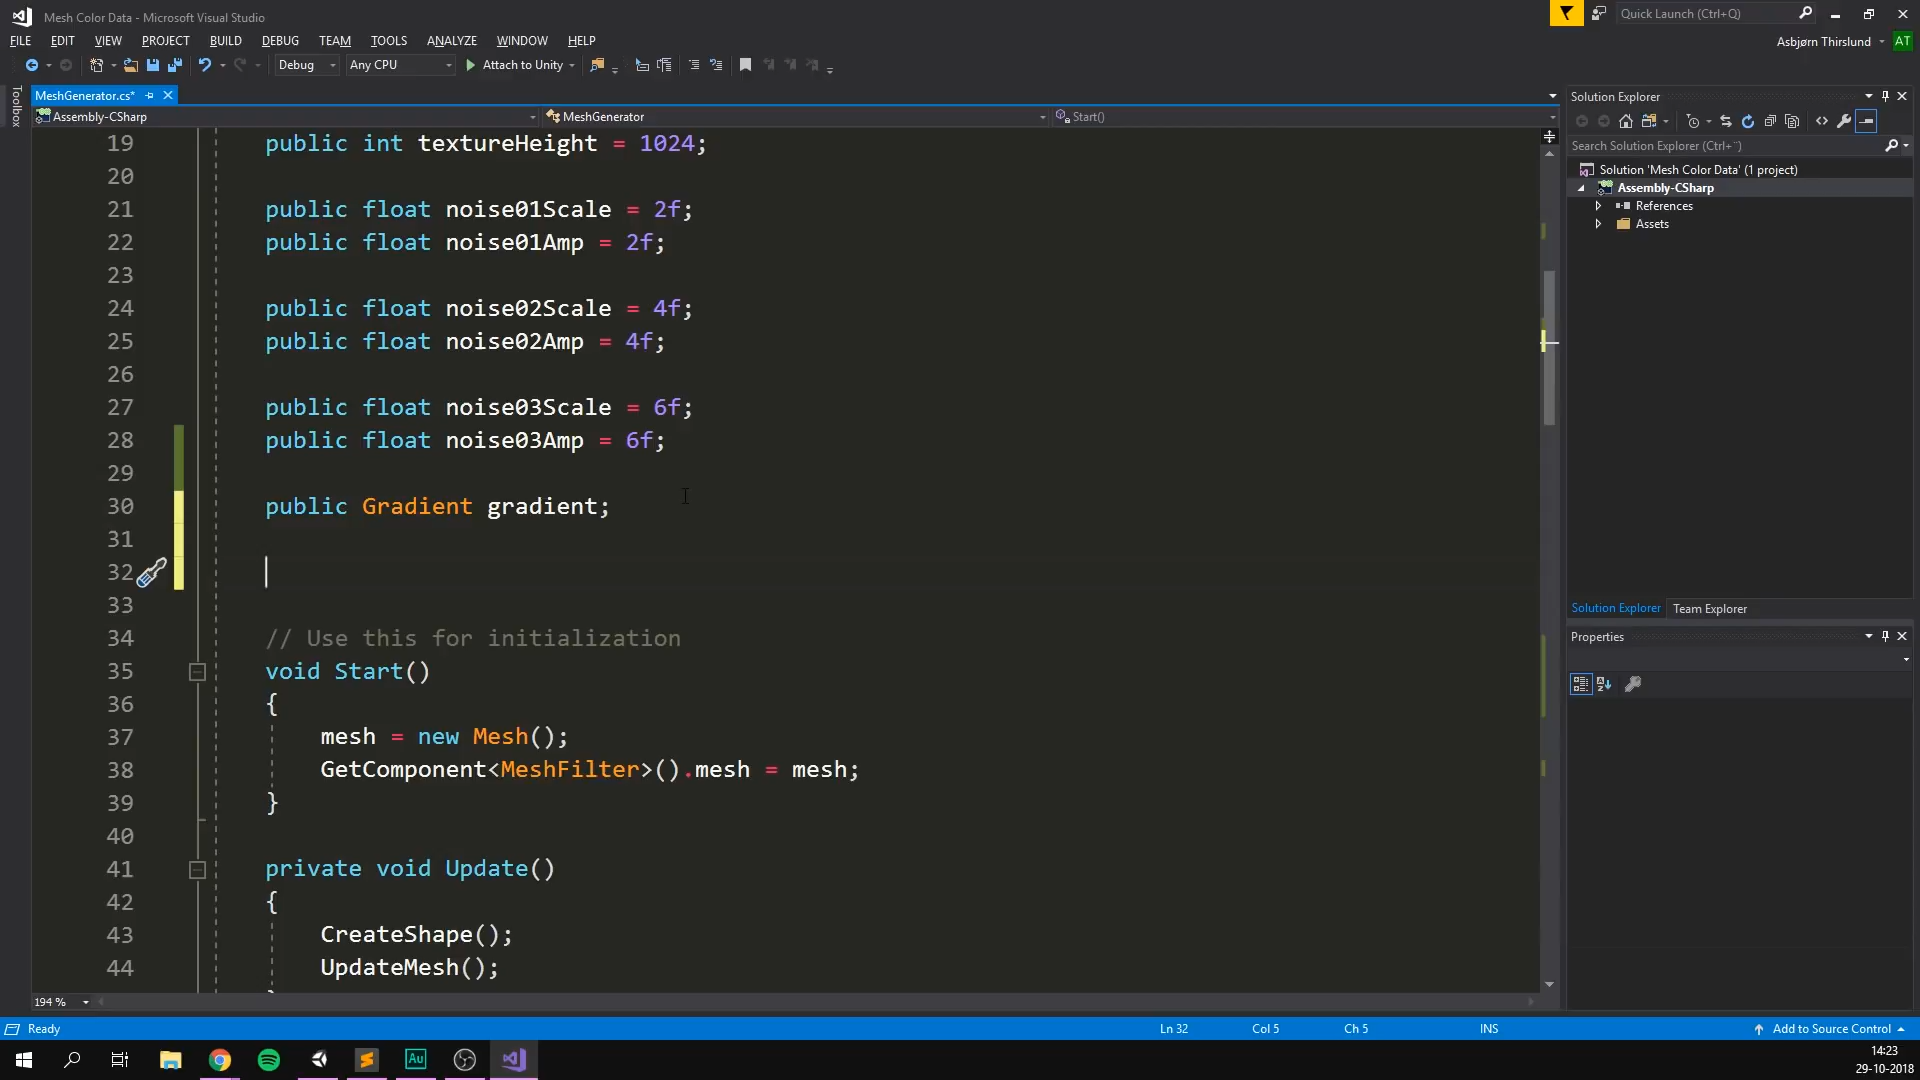 Mesh Color Data - Microsoft Visual Studio
Quick Launch (Ctrl+Q)
FILE EDIT VIEW PROJECT BUILD DEBUG TEAM TOOLS ANALYZE WINDOW HELP
Asbjørn Thirslund AT
Debug Any CPU Attach to Unity
Toolbox
MeshGenerator.cs*
Assembly-CSharp MeshGenerator Start()
19 public int textureHeight = 1024;
20
21 public float noise01Scale = 2f;
22 public float noise01Amp = 2f;
23
24 public float noise02Scale = 4f;
25 public float noise02Amp = 4f;
26
27 public float noise03Scale = 6f;
28 public float noise03Amp = 6f;
29
30 public Gradient gradient;
31
32
33
34 // Use this for initialization
35 void Start()
36 {
37 mesh = new Mesh();
38 GetComponent<MeshFilter>().mesh = mesh;
39 }
40
41 private void Update()
42 {
43 CreateShape();
44 UpdateMesh();
194 %
Solution Explorer
Search Solution Explorer (Ctrl+¨)
Solution 'Mesh Color Data' (1 project)
Assembly-CSharp
References
Assets
Solution Explorer Team Explorer
Properties
Ready Ln 32 Col 5 Ch 5 INS Add to Source Control
Au
14:23
29-10-2018